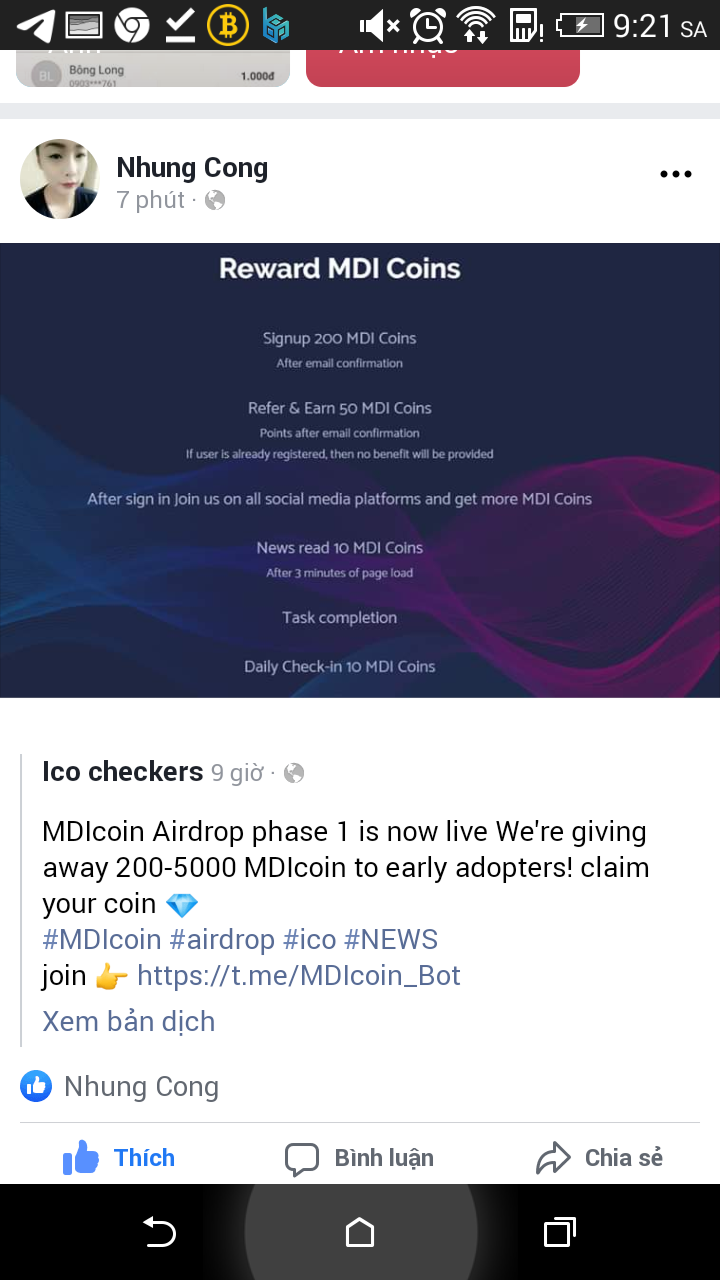 9:21 SA
BL Bông Long
0903***761
1.000đ
Nhung Cong
7 phút ·
Reward MDI Coins
Signup 200 MDI Coins
After email confirmation
Refer & Earn 50 MDI Coins
Points after email confirmation
If user is already registered, then no benefit will be provided
After sign in Join us on all social media platforms and get more MDI Coins
News read 10 MDI Coins
After 3 minutes of page load
Task completion
Daily Check-in 10 MDI Coins
Ico checkers 9 giờ ·
MDIcoin Airdrop phase 1 is now live We're giving
away 200-5000 MDIcoin to early adopters! claim
your coin 💎
#MDIcoin #airdrop #ico #NEWS
join 👉 https://t.me/MDIcoin_Bot
Xem bản dịch
Nhung Cong
Thích Bình luận Chia sẻ